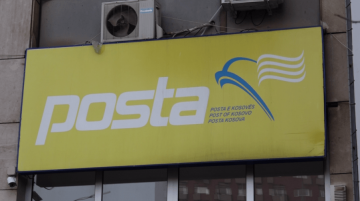 posta
POSTA E KOSOVËS
POST OF KOSOVO
POŠTA KOSOVA